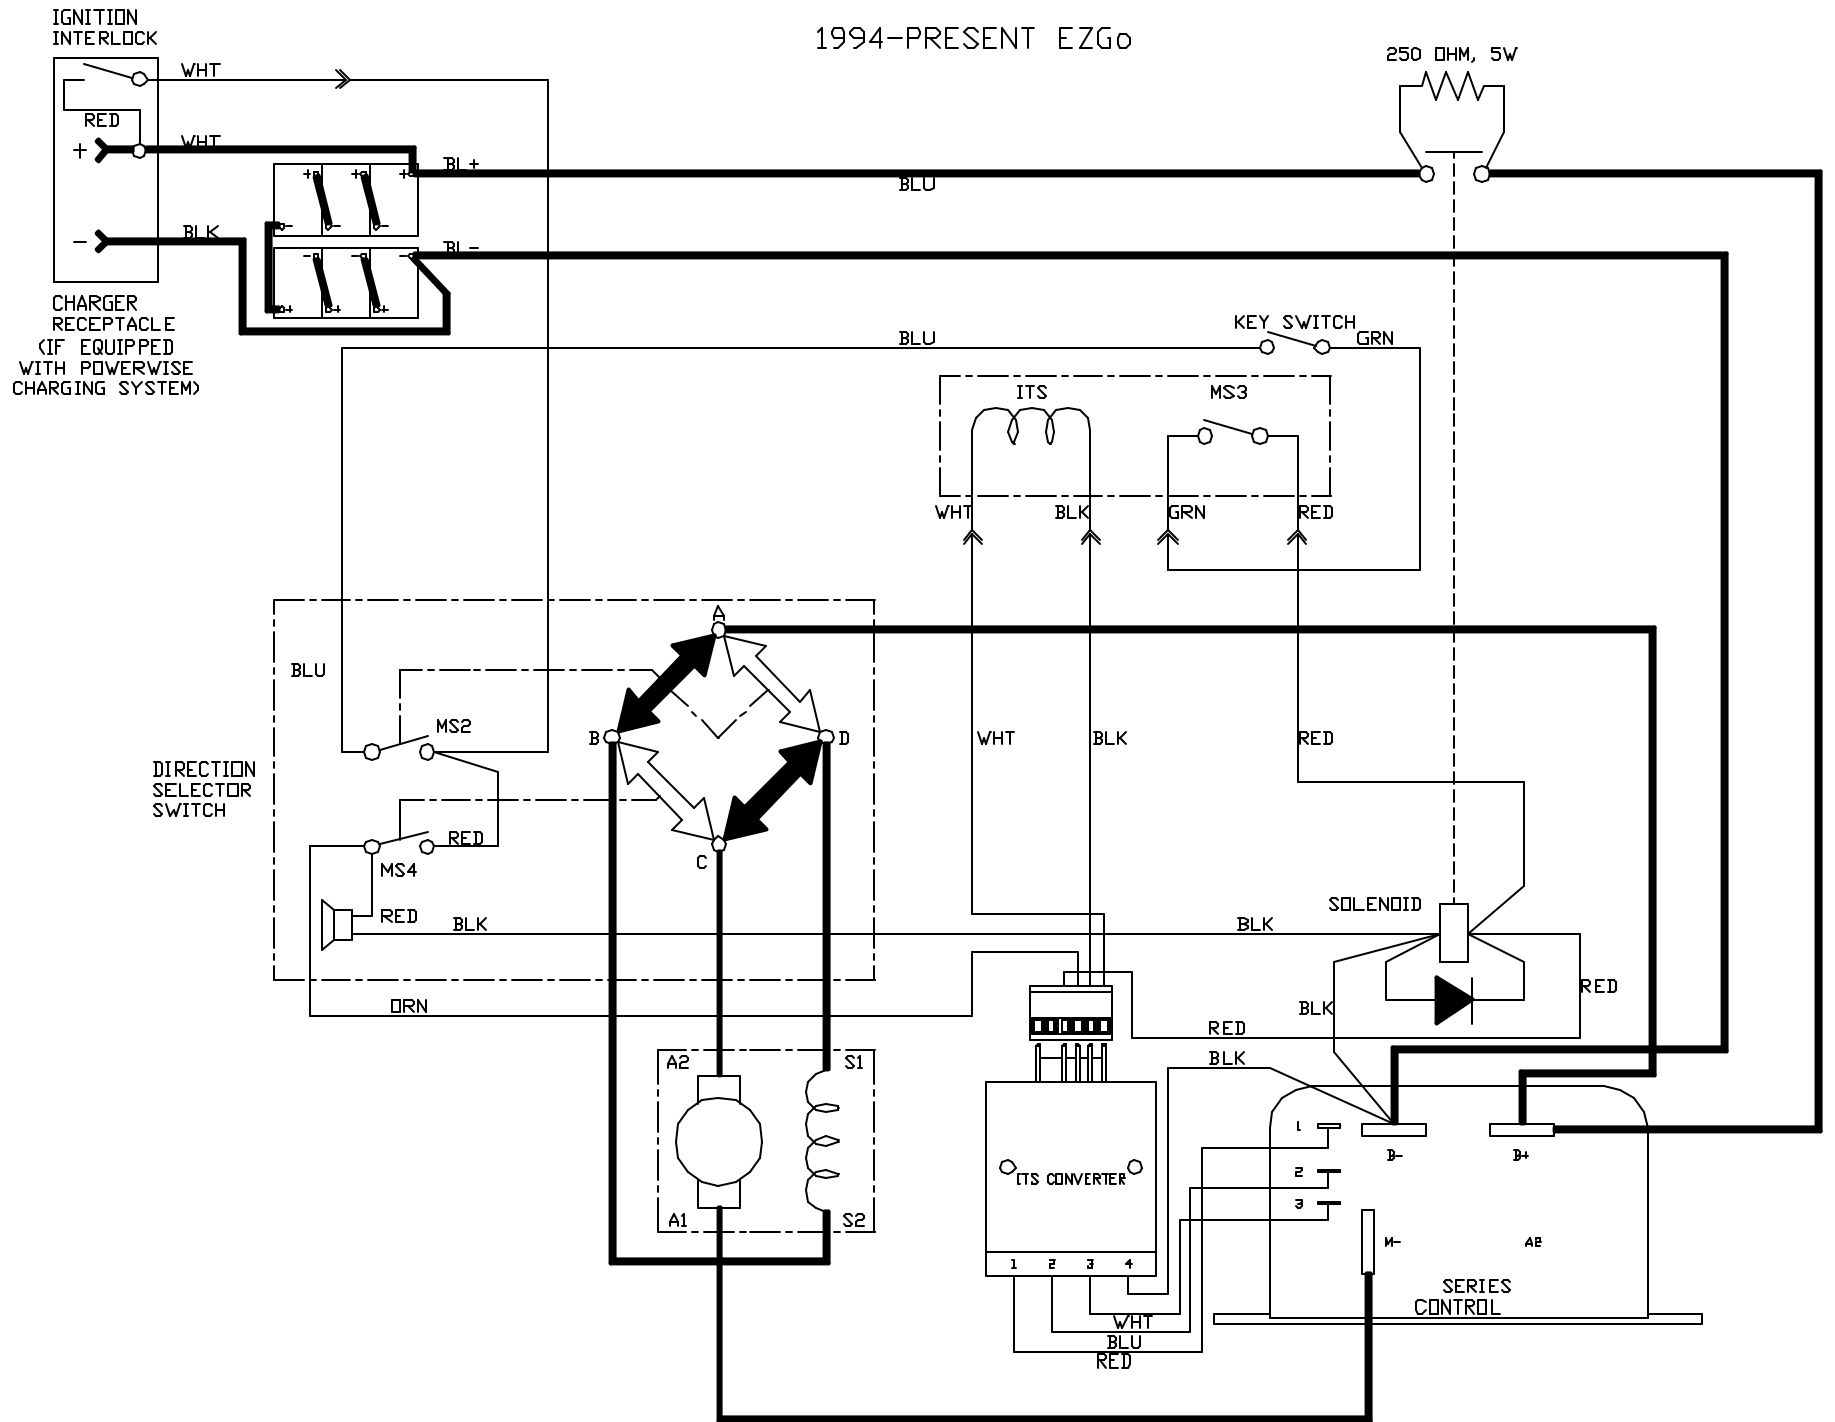 IGNITION
INTERLOCK
1994-PRESENT EZGo
250 OHM, 5W
WHT
RED
+
WHT
BL+
BLU
+ + +
- - -
-
BLK
BL-
- - -
+ + +
CHARGER
RECEPTACLE
(IF EQUIPPED
WITH POWERWISE
CHARGING SYSTEM)
KEY SWITCH
BLU
GRN
ITS
MS3
WHT
BLK
GRN
RED
A
BLU
MS2
B
D
WHT
BLK
RED
DIRECTION
SELECTOR
SWITCH
RED
MS4
C
RED
BLK
BLK
SOLENOID
RED
BLK
ORN
RED
BLK
A2
S1
1
B-
B+
2
ITS CONVERTER
3
A1
S2
M-
A2
1 2 3 4
SERIES
CONTROL
WHT
BLU
RED